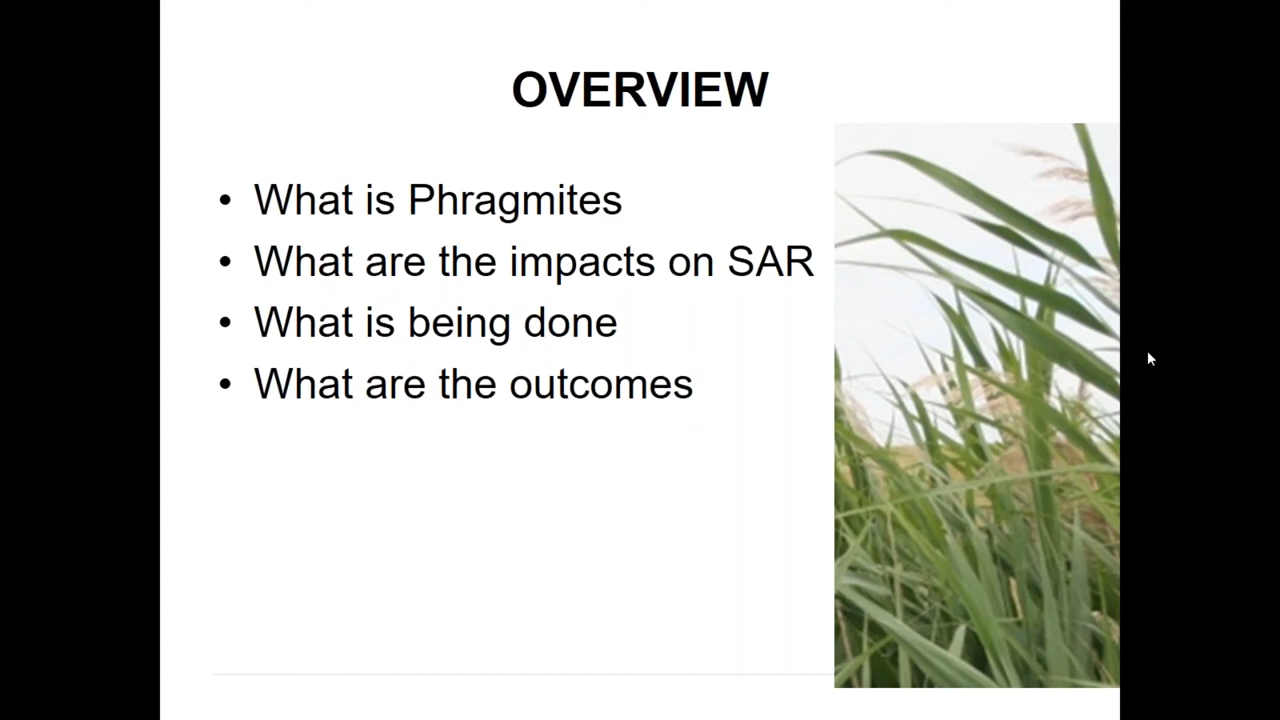 OVERVIEW
• What is Phragmites
• What are the impacts on SAR
• What is being done
• What are the outcomes